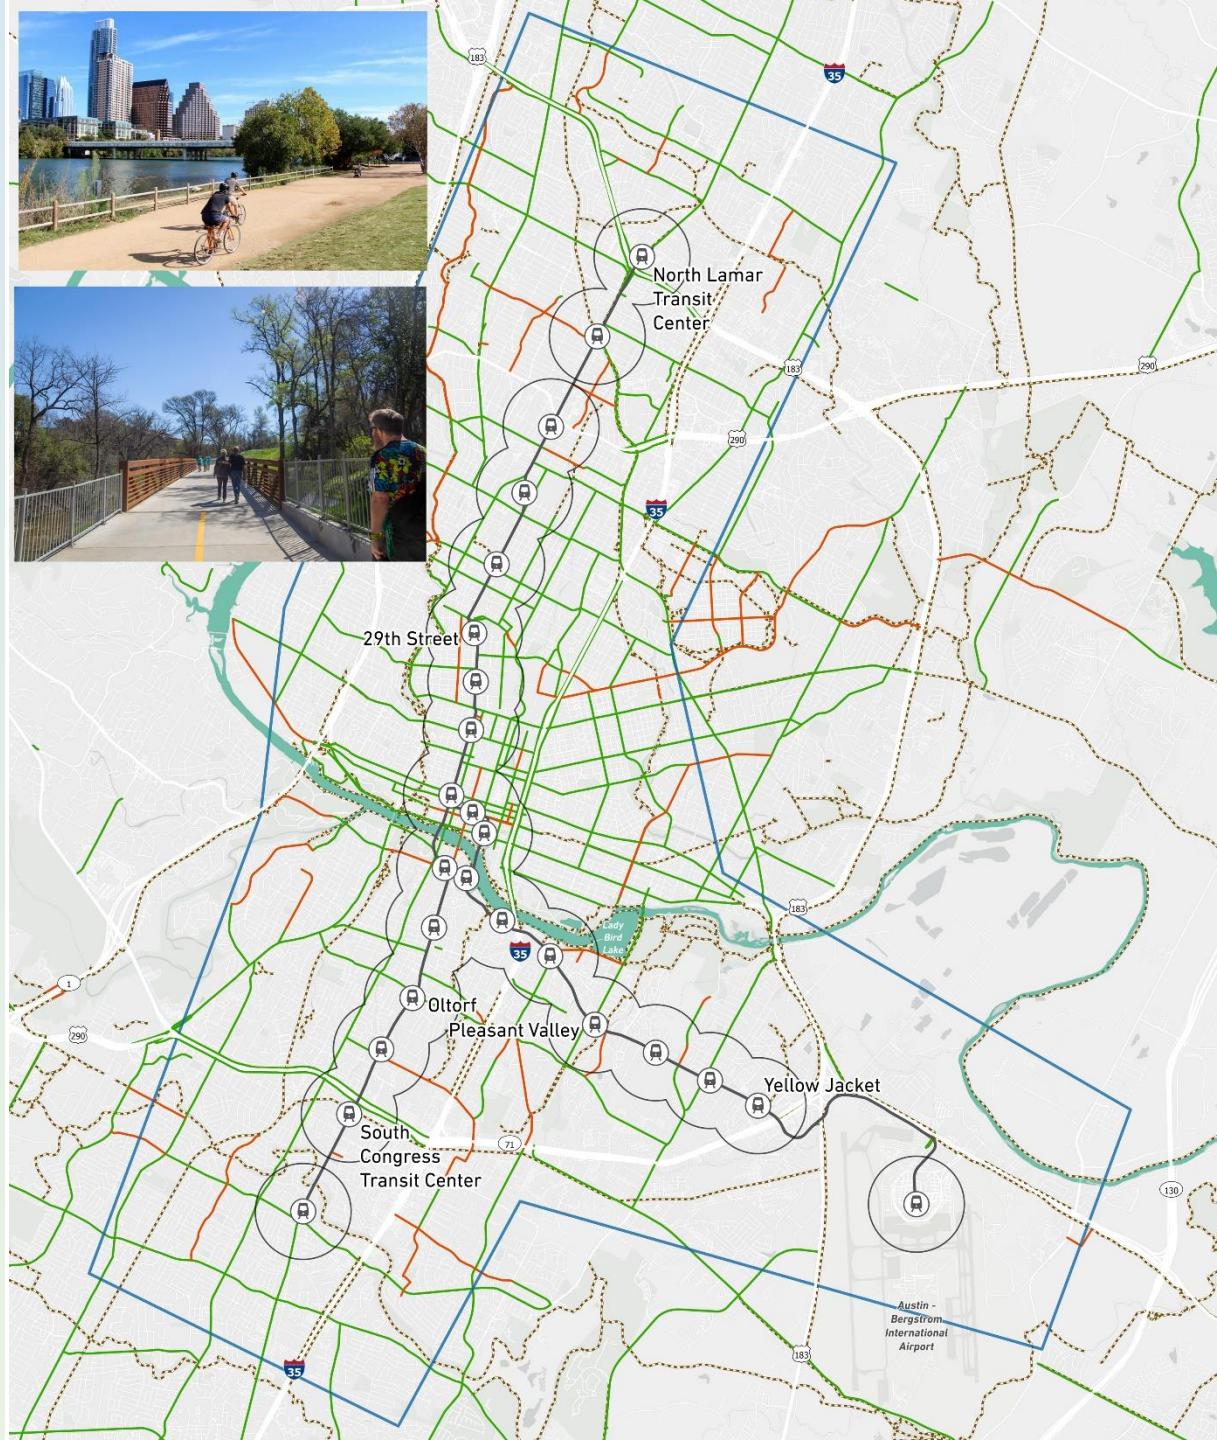 183
35
North Lamar
Transit
Center
183
290
290
35
29th Street
183
Lady
Bird
Lake
35
1
290
Oltorf
Pleasant Valley
Yellow Jacket
South
Congress
Transit Center
71
130
Austin -
Bergstrom
International
Airport
183
35